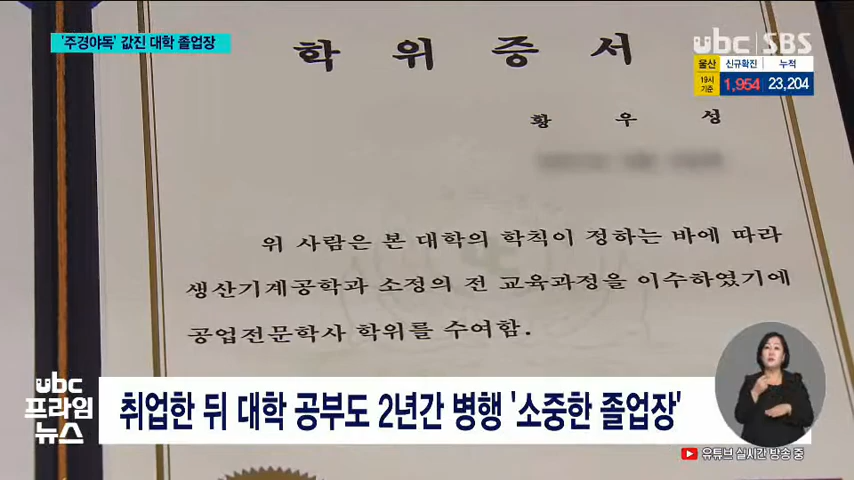 '주경야독' 값진 대학 졸업장
ubc SBS
울산 신규확진 누적
19시 기준 1,954 23,204
학 위 증 서
황 우 성
위 사람은 본 대학의 학칙이 정하는 바에 따라
생산기계공학과 소정의 전 교육과정을 이수하였기에
공업전문학사 학위를 수여함.
ubc
프라임
뉴스
취업한 뒤 대학 공부도 2년간 병행 '소중한 졸업장'
유튜브 실시간 방송 중